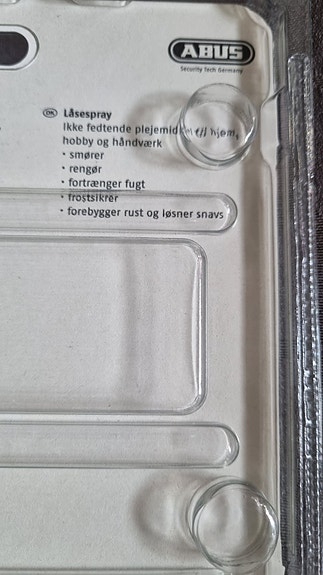 ABUS
Security Tech Germany
DK Låsespray
Ikke fedtende plejemiddel til hjem,
hobby og håndværk
· smører
· rengør
· fortrænger fugt
· frostsikrer
· forebygger rust og løsner snavs